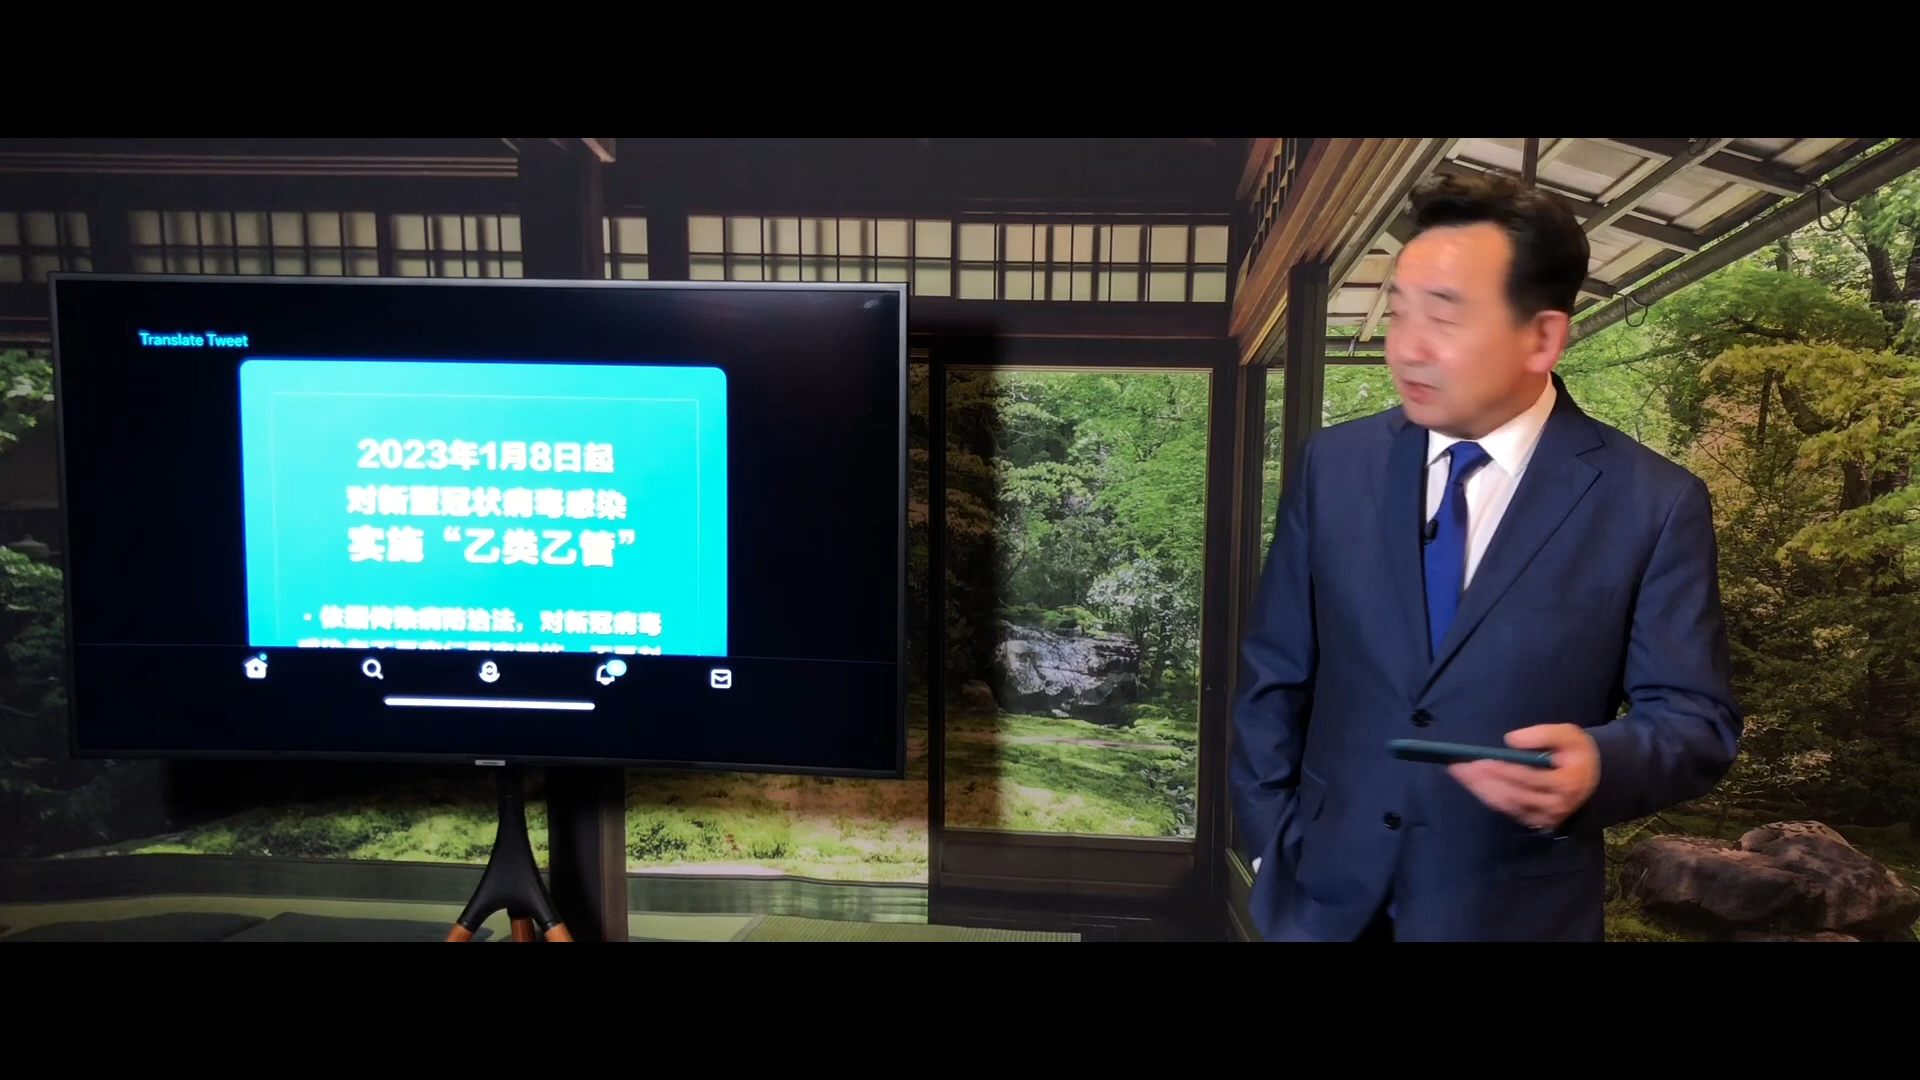 Translate Tweet
2023年1月8日起
对新型冠状病毒感染
实施“乙类乙管”
· 依据传染病防治法，对新冠病毒